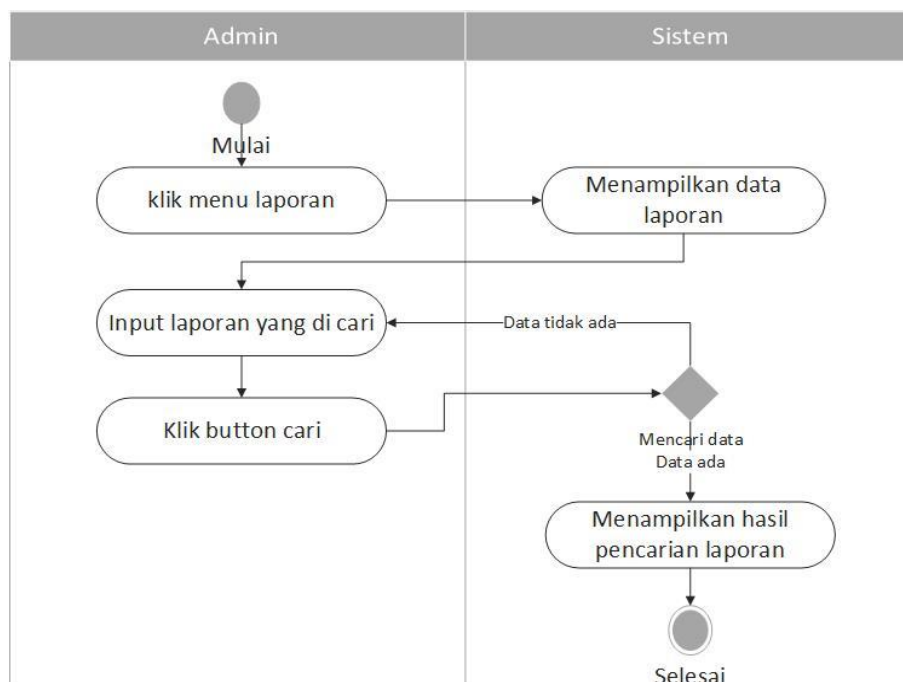 Admin
Sistem
Mulai
klik menu laporan
Menampilkan data
laporan
Input laporan yang di cari
Data tidak ada
Klik button cari
Mencari data
Data ada
Menampilkan hasil
pencarian laporan
Selesai